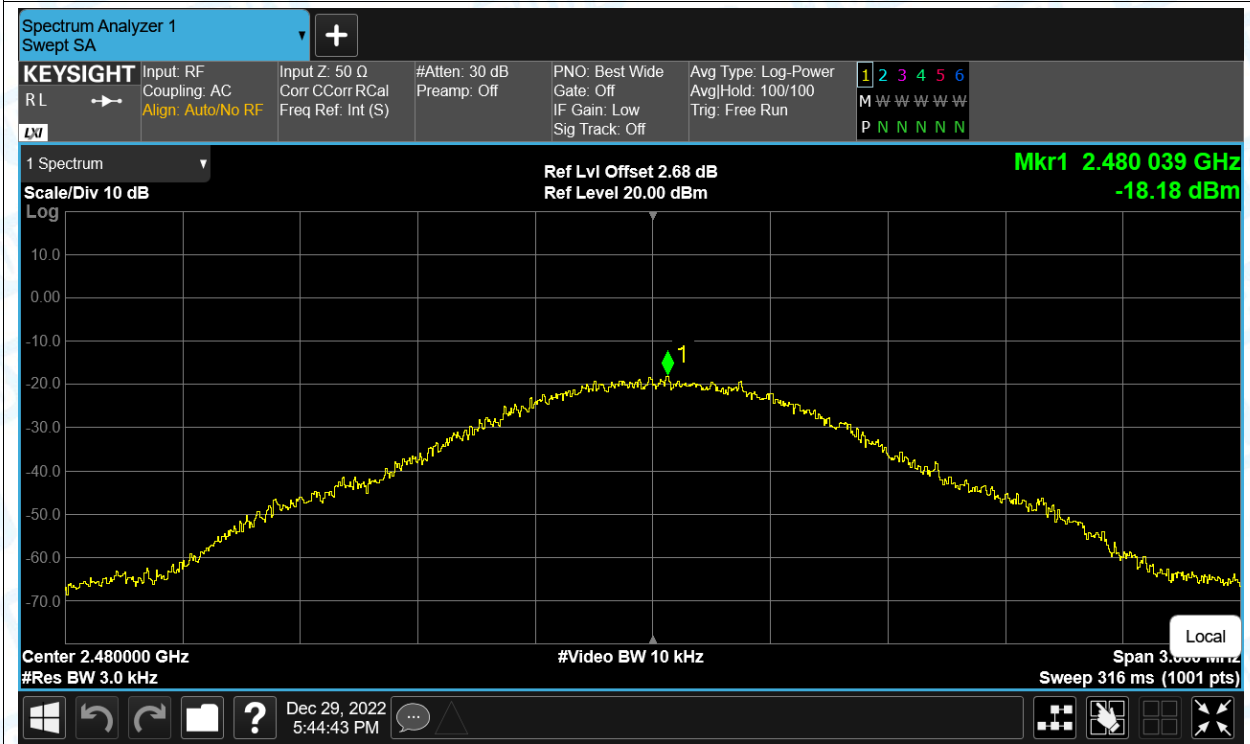 Spectrum Analyzer 1
Swept SA
KEYSIGHT
R L
LXI
Input: RF
Coupling: AC
Align: Auto/No RF
Input Z: 50 Ω
Corr CCorr RCal
Freq Ref: Int (S)
#Atten: 30 dB
Preamp: Off
PNO: Best Wide
Gate: Off
IF Gain: Low
Sig Track: Off
Avg Type: Log-Power
Avg|Hold: 100/100
Trig: Free Run
1 2 3 4 5 6
M W W W W W W
P N N N N N
1 Spectrum
Scale/Div 10 dB
Log
Ref Lvl Offset 2.68 dB
Ref Level 20.00 dBm
Mkr1 2.480 039 GHz
-18.18 dBm
10.0
0.00
-10.0
-20.0
-30.0
-40.0
-50.0
-60.0
-70.0
1
Local
Center 2.480000 GHz
#Video BW 10 kHz
Span 3.000 MHz
#Res BW 3.0 kHz
Sweep 316 ms (1001 pts)
?
Dec 29, 2022
5:44:43 PM